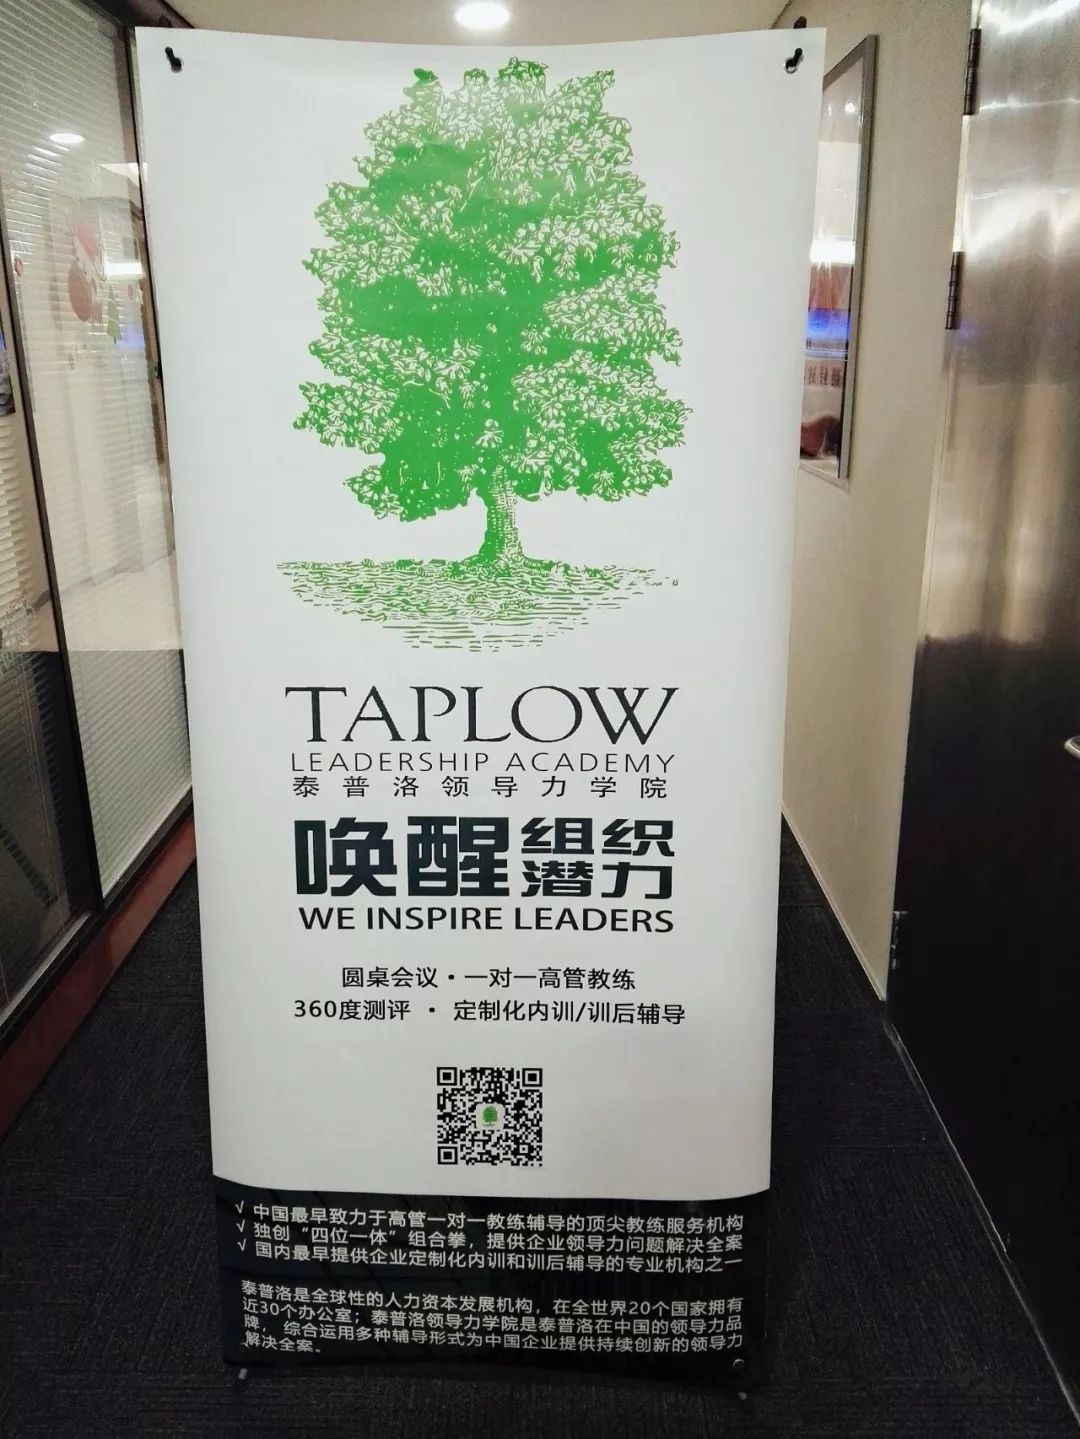 TAPLOW
LEADERSHIP ACADEMY
泰普洛领导力学院
唤醒组织潜力
WE INSPIRE LEADERS
圆桌会议·一对一高管教练
360度测评 · 定制化内训/训后辅导
√ 中国最早致力于高管一对一教练辅导的顶尖教练服务机构
√ 独创“四位一体”组合拳，提供企业领导力问题解决全案
√ 国内最早提供企业定制化内训和训后辅导的专业机构之一
泰普洛是全球性的人力资本发展机构，在全世界20个国家拥有
近30个办公室；泰普洛领导力学院是泰普洛在中国的领导力品
牌，综合运用多种辅导形式为中国企业提供持续创新的领导力
解决全案。